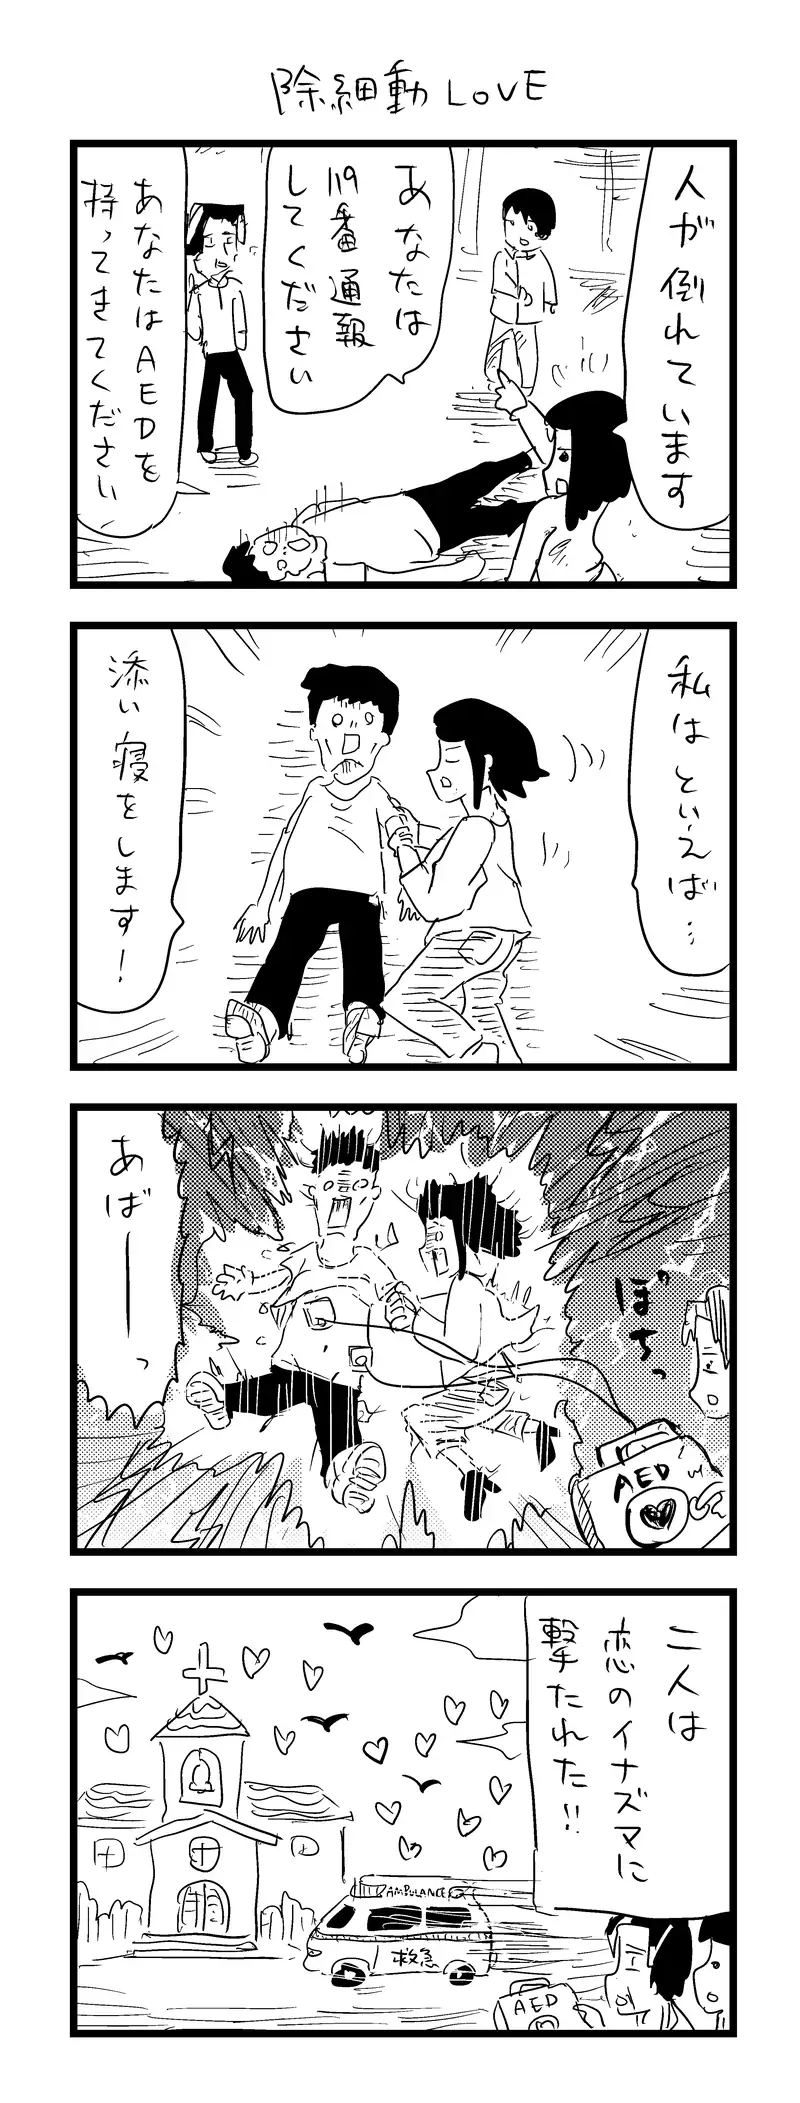 除細動LOVE
人が倒れています
あなたは
119番通報
してください
あなたはAEDを
持ってきてください
私はといえば…
添い寝をします!
ぽちっ
あばーっ
AED
二人は
恋のイナズマに
撃たれた!!
AMBULANCE
救急
AED